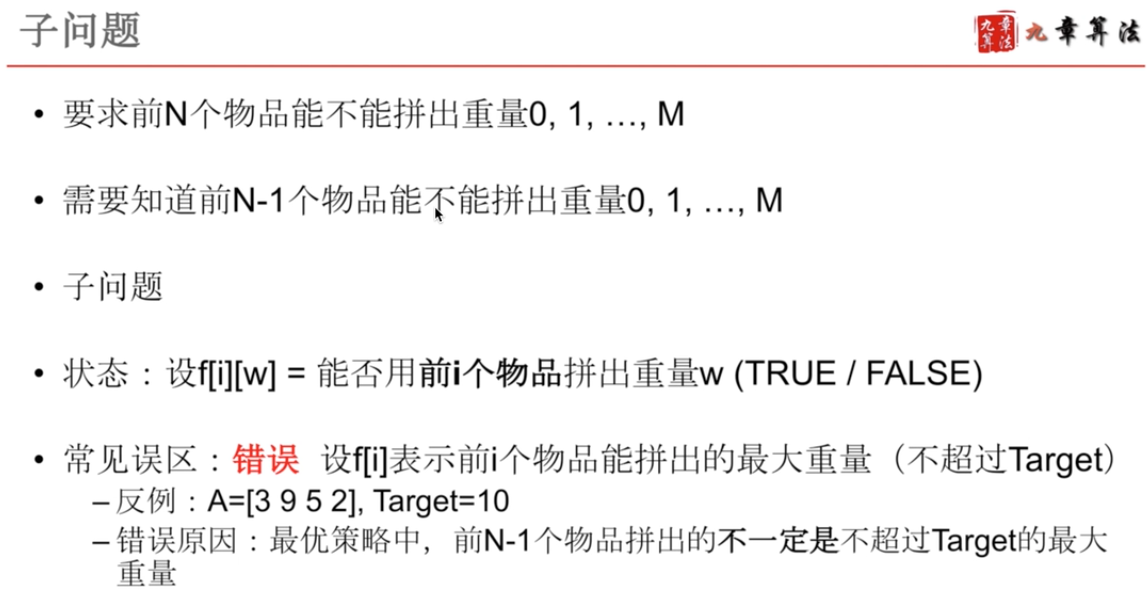 子问题
九章算法
九章算法
• 要求前N个物品能不能拼出重量0, 1, …, M
• 需要知道前N-1个物品能不能拼出重量0, 1, …, M
• 子问题
• 状态：设f[i][w] = 能否用前i个物品拼出重量w (TRUE / FALSE)
• 常见误区：错误 设f[i]表示前i个物品能拼出的最大重量（不超过Target）
– 反例：A=[3 9 5 2], Target=10
– 错误原因：最优策略中，前N-1个物品拼出的不一定是不超过Target的最大
重量